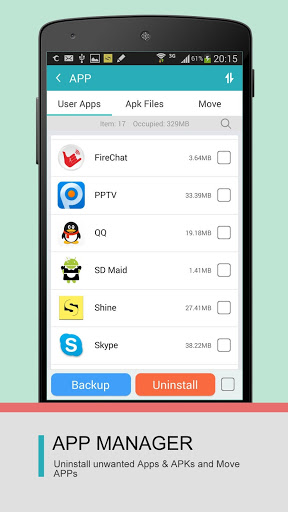 3G 61% 20:15
APP
User Apps Apk Files Move
Item: 17 Occupied: 329MB
FireChat 3.64MB
PPTV
QQ 19.18MB
SD Maid 1.41MB
Shine 27.41MB
Skype 38.22MB
Backup Uninstall
APP MANAGER
Uninstall unwanted Apps & APKs and Move
APPs